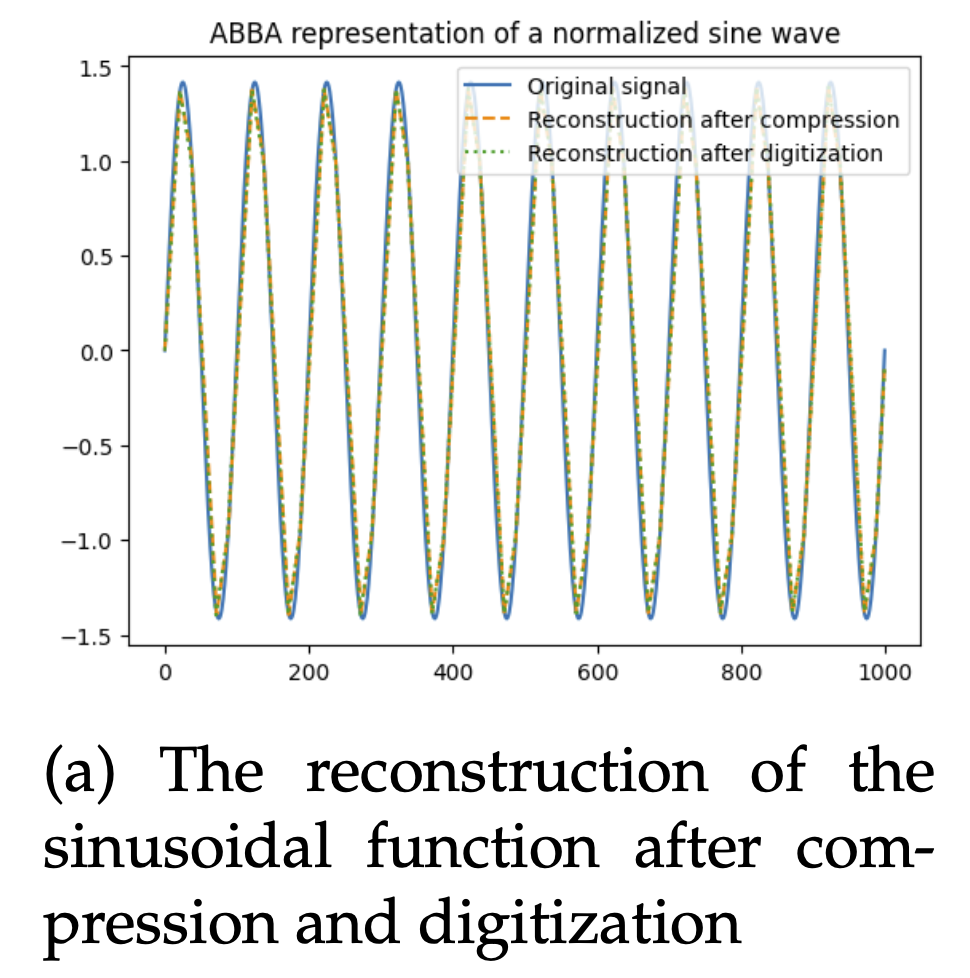 ABBA representation of a normalized sine wave
1.5
Original signal
Reconstruction after compression
Reconstruction after digitization
1.0
0.5
0.0
−0.5
−1.0
−1.5
0 200 400 600 800 1000
(a) The reconstruction of the
sinusoidal function after com-
pression and digitization